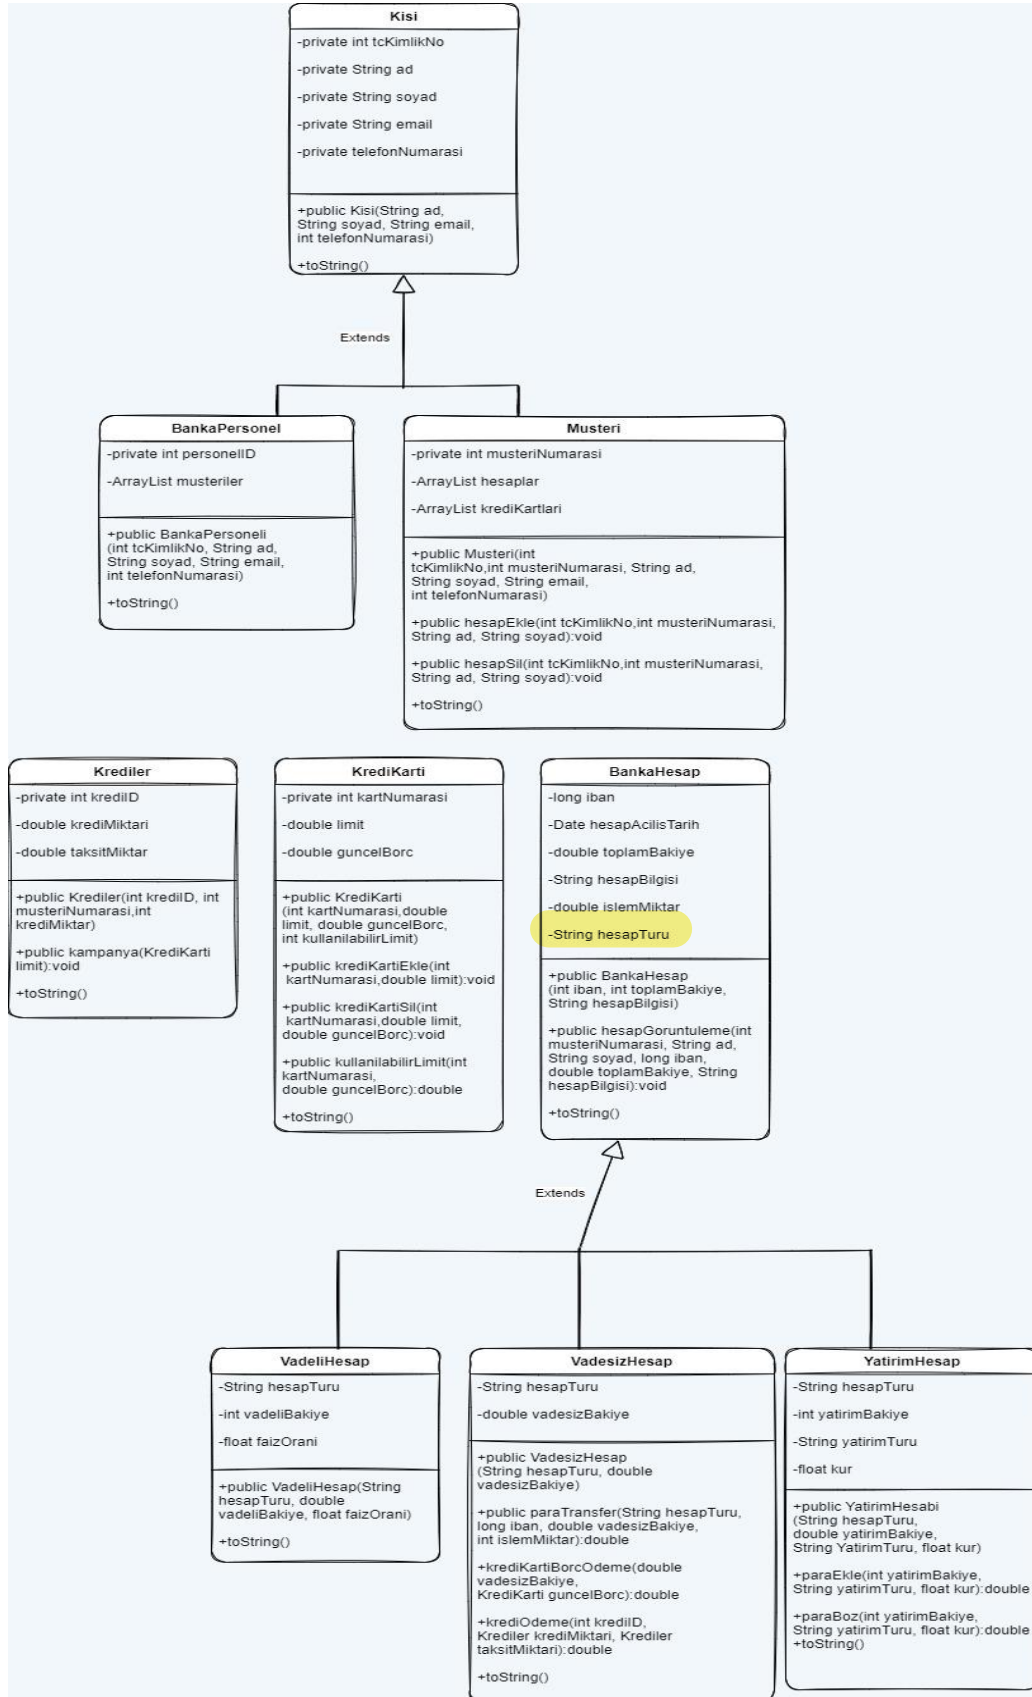 Kisi
-private int tcKimlikNo
-private String ad
-private String soyad
-private String email
-private telefonNumarasi
+public Kisi(String ad,
String soyad, String email,
int telefonNumarasi)
+toString()
Extends
BankaPersonel
-private int personelID
-ArrayList musteriler
+public BankaPersoneli
(int tcKimlikNo, String ad,
String soyad, String email,
int telefonNumarasi)
+toString()
Musteri
-private int musteriNumarasi
-ArrayList hesaplar
-ArrayList krediKartlari
+public Musteri(int
tcKimlikNo,int musteriNumarasi, String ad,
String soyad, String email,
int telefonNumarasi)
+public hesapEkle(int tcKimlikNo,int musteriNumarasi,
String ad, String soyad):void
+public hesapSil(int tcKimlikNo,int musteriNumarasi,
String ad, String soyad):void
+toString()
Krediler
-private int krediID
-double krediMiktari
-double taksitMiktar
+public Krediler(int krediID, int
musteriNumarasi,int
krediMiktar)
+public kampanya(KrediKarti
limit):void
+toString()
KrediKarti
-private int kartNumarasi
-double limit
-double guncelBorc
+public KrediKarti
(int kartNumarasi,double
limit, double guncelBorc,
int kullanilabilirLimit)
+public krediKartiEkle(int
kartNumarasi,double limit):void
+public krediKartiSil(int
kartNumarasi,double limit,
double guncelBorc):void
+public kullanilabilirLimit(int
kartNumarasi,
double guncelBorc):double
+toString()
BankaHesap
-long iban
-Date hesapAcilisTarih
-double toplamBakiye
-String hesapBilgisi
-double islemMiktar
-String hesapTuru
+public BankaHesap
(int iban, int toplamBakiye,
String hesapBilgisi)
+public hesapGoruntuleme(int
musteriNumarasi, String ad,
String soyad, long iban,
double toplamBakiye, String
hesapBilgisi):void
+toString()
Extends
VadeliHesap
-String hesapTuru
-int vadeliBakiye
-float faizOrani
+public VadeliHesap(String
hesapTuru, double
vadeliBakiye, float faizOrani)
+toString()
VadesizHesap
-String hesapTuru
-double vadesizBakiye
+public VadesizHesap
(String hesapTuru, double
vadesizBakiye)
+public paraTransfer(String hesapTuru,
long iban, double vadesizBakiye,
int islemMiktar):double
+krediKartiBorcOdeme(double
vadesizBakiye,
KrediKarti guncelBorc):double
+krediOdeme(int krediID,
Krediler krediMiktari, Krediler
taksitMiktari):double
+toString()
YatirimHesap
-String hesapTuru
-int yatirimBakiye
-String yatirimTuru
-float kur
+public YatirimHesabi
(String hesapTuru,
double yatirimBakiye,
String YatirimTuru, float kur)
+paraEkle(int yatirimBakiye,
String yatirimTuru, float kur):double
+paraBoz(int yatirimBakiye,
String yatirimTuru, float kur):double
+toString()